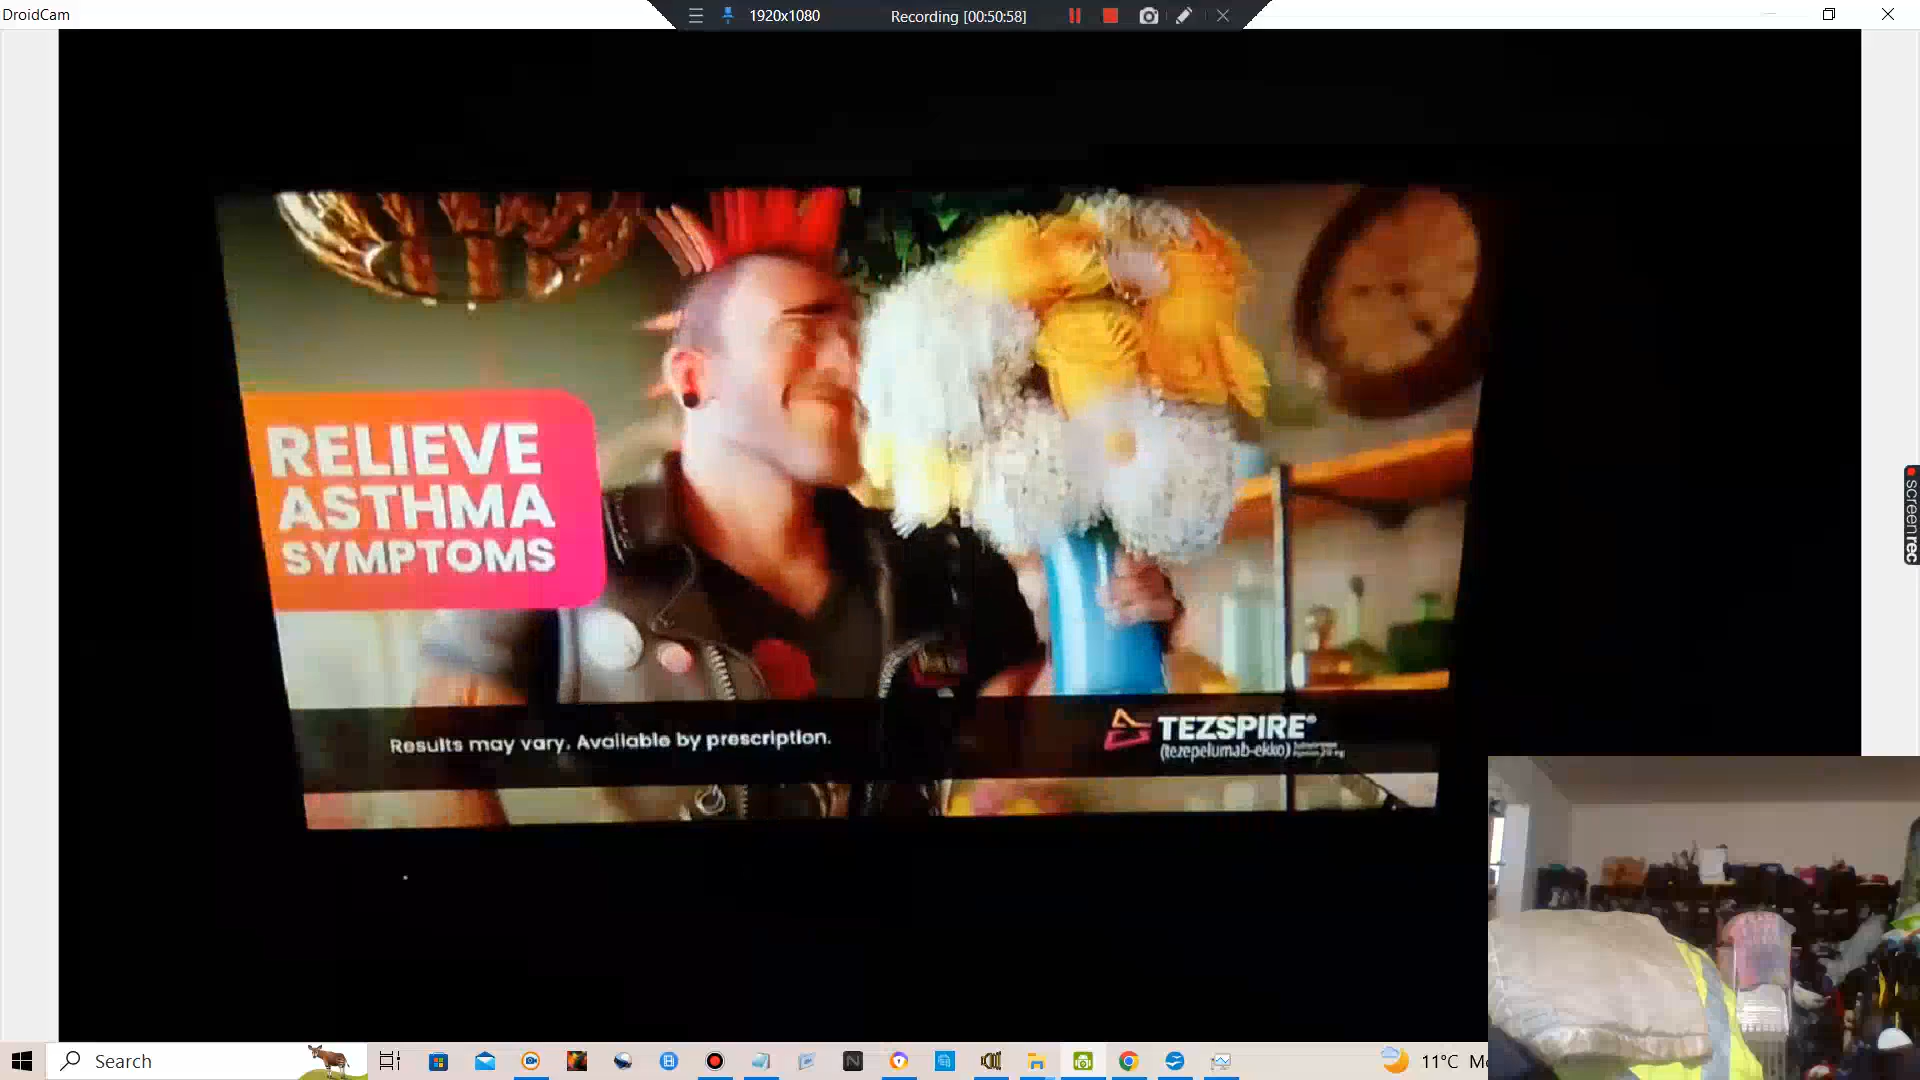 DroidCam
1920x1080
Recording [00:50:58]
RELIEVE
ASTHMA
SYMPTOMS
Results may vary. Available by prescription.
TEZSPIRE®
(tezepelumab-ekko)
screenrec
Search
11°C